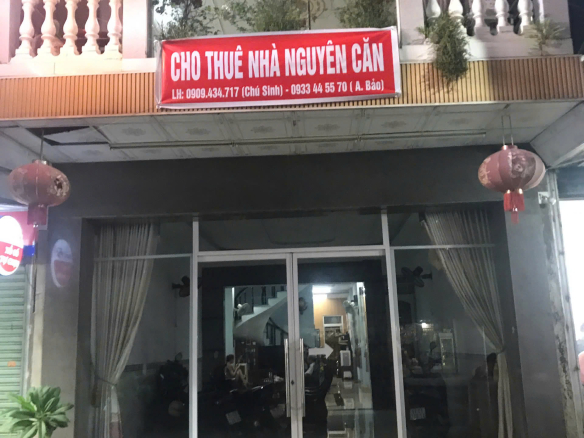 CHO THUÊ NHÀ NGUYÊN CĂN
LH: 0909.434.717 (Chú Sinh) - 0933 44 55 70 ( A. Bảo)